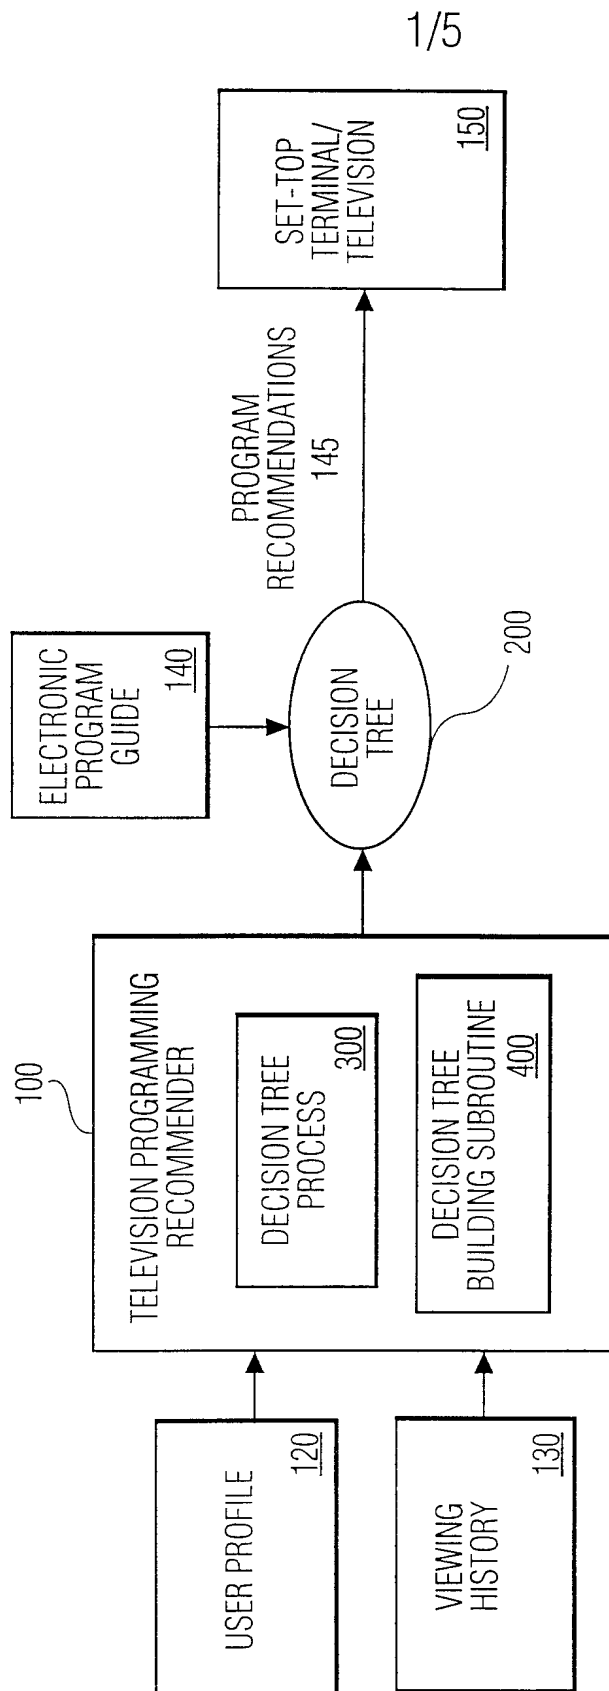 1/5
100
TELEVISION PROGRAMMING
RECOMMENDER
USER PROFILE
120
VIEWING
HISTORY
130
DECISION TREE
PROCESS
300
DECISION TREE
BUILDING SUBROUTINE
400
ELECTRONIC
PROGRAM
GUIDE
140
DECISION
TREE
200
PROGRAM
RECOMMENDATIONS
145
SET-TOP
TERMINAL/
TELEVISION
150